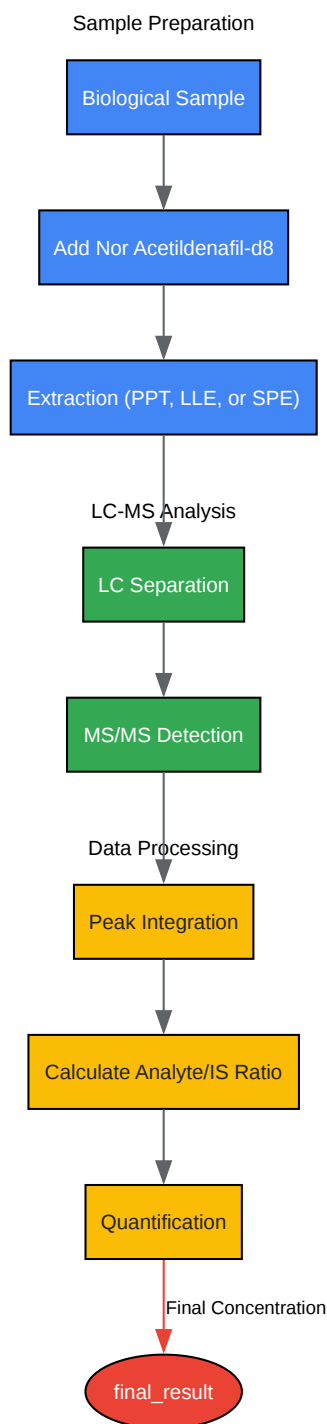 Sample Preparation
Biological Sample
Add Nor Acetildenafil-d8
Extraction (PPT, LLE, or SPE)
LC-MS Analysis
LC Separation
MS/MS Detection
Data Processing
Peak Integration
Calculate Analyte/IS Ratio
Quantification
Final Concentration
final_result